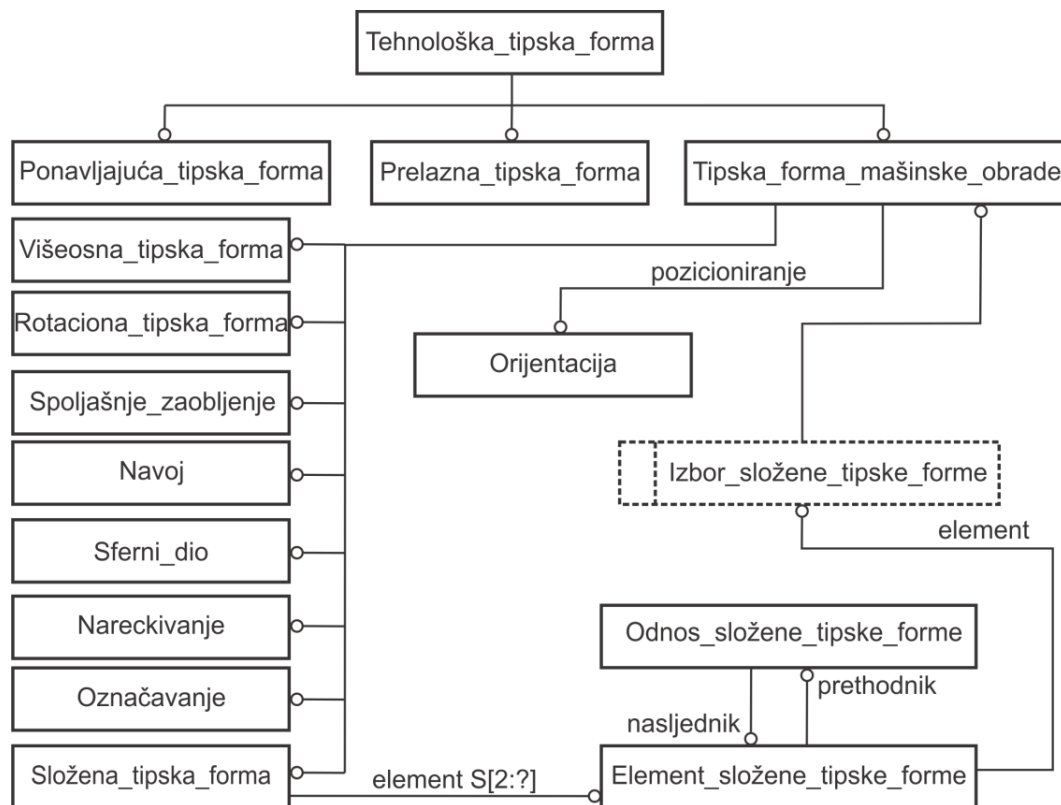 Tehnološka_tipska_forma
Ponavljajuća_tipska_forma
Prelazna_tipska_forma
Tipska_forma_mašinske_obrade
Višeosna_tipska_forma
pozicioniranje
Rotaciona_tipska_forma
Orijentacija
Spoljašnje_zaobljenje
Navoj
Izbor_složene_tipske_forme
element
Sferni_dio
Nareckivanje
Odnos_složene_tipske_forme
Označavanje
prethodnik
nasljednik
Složena_tipska_forma
element S[2:?]
Element_složene_tipske_forme